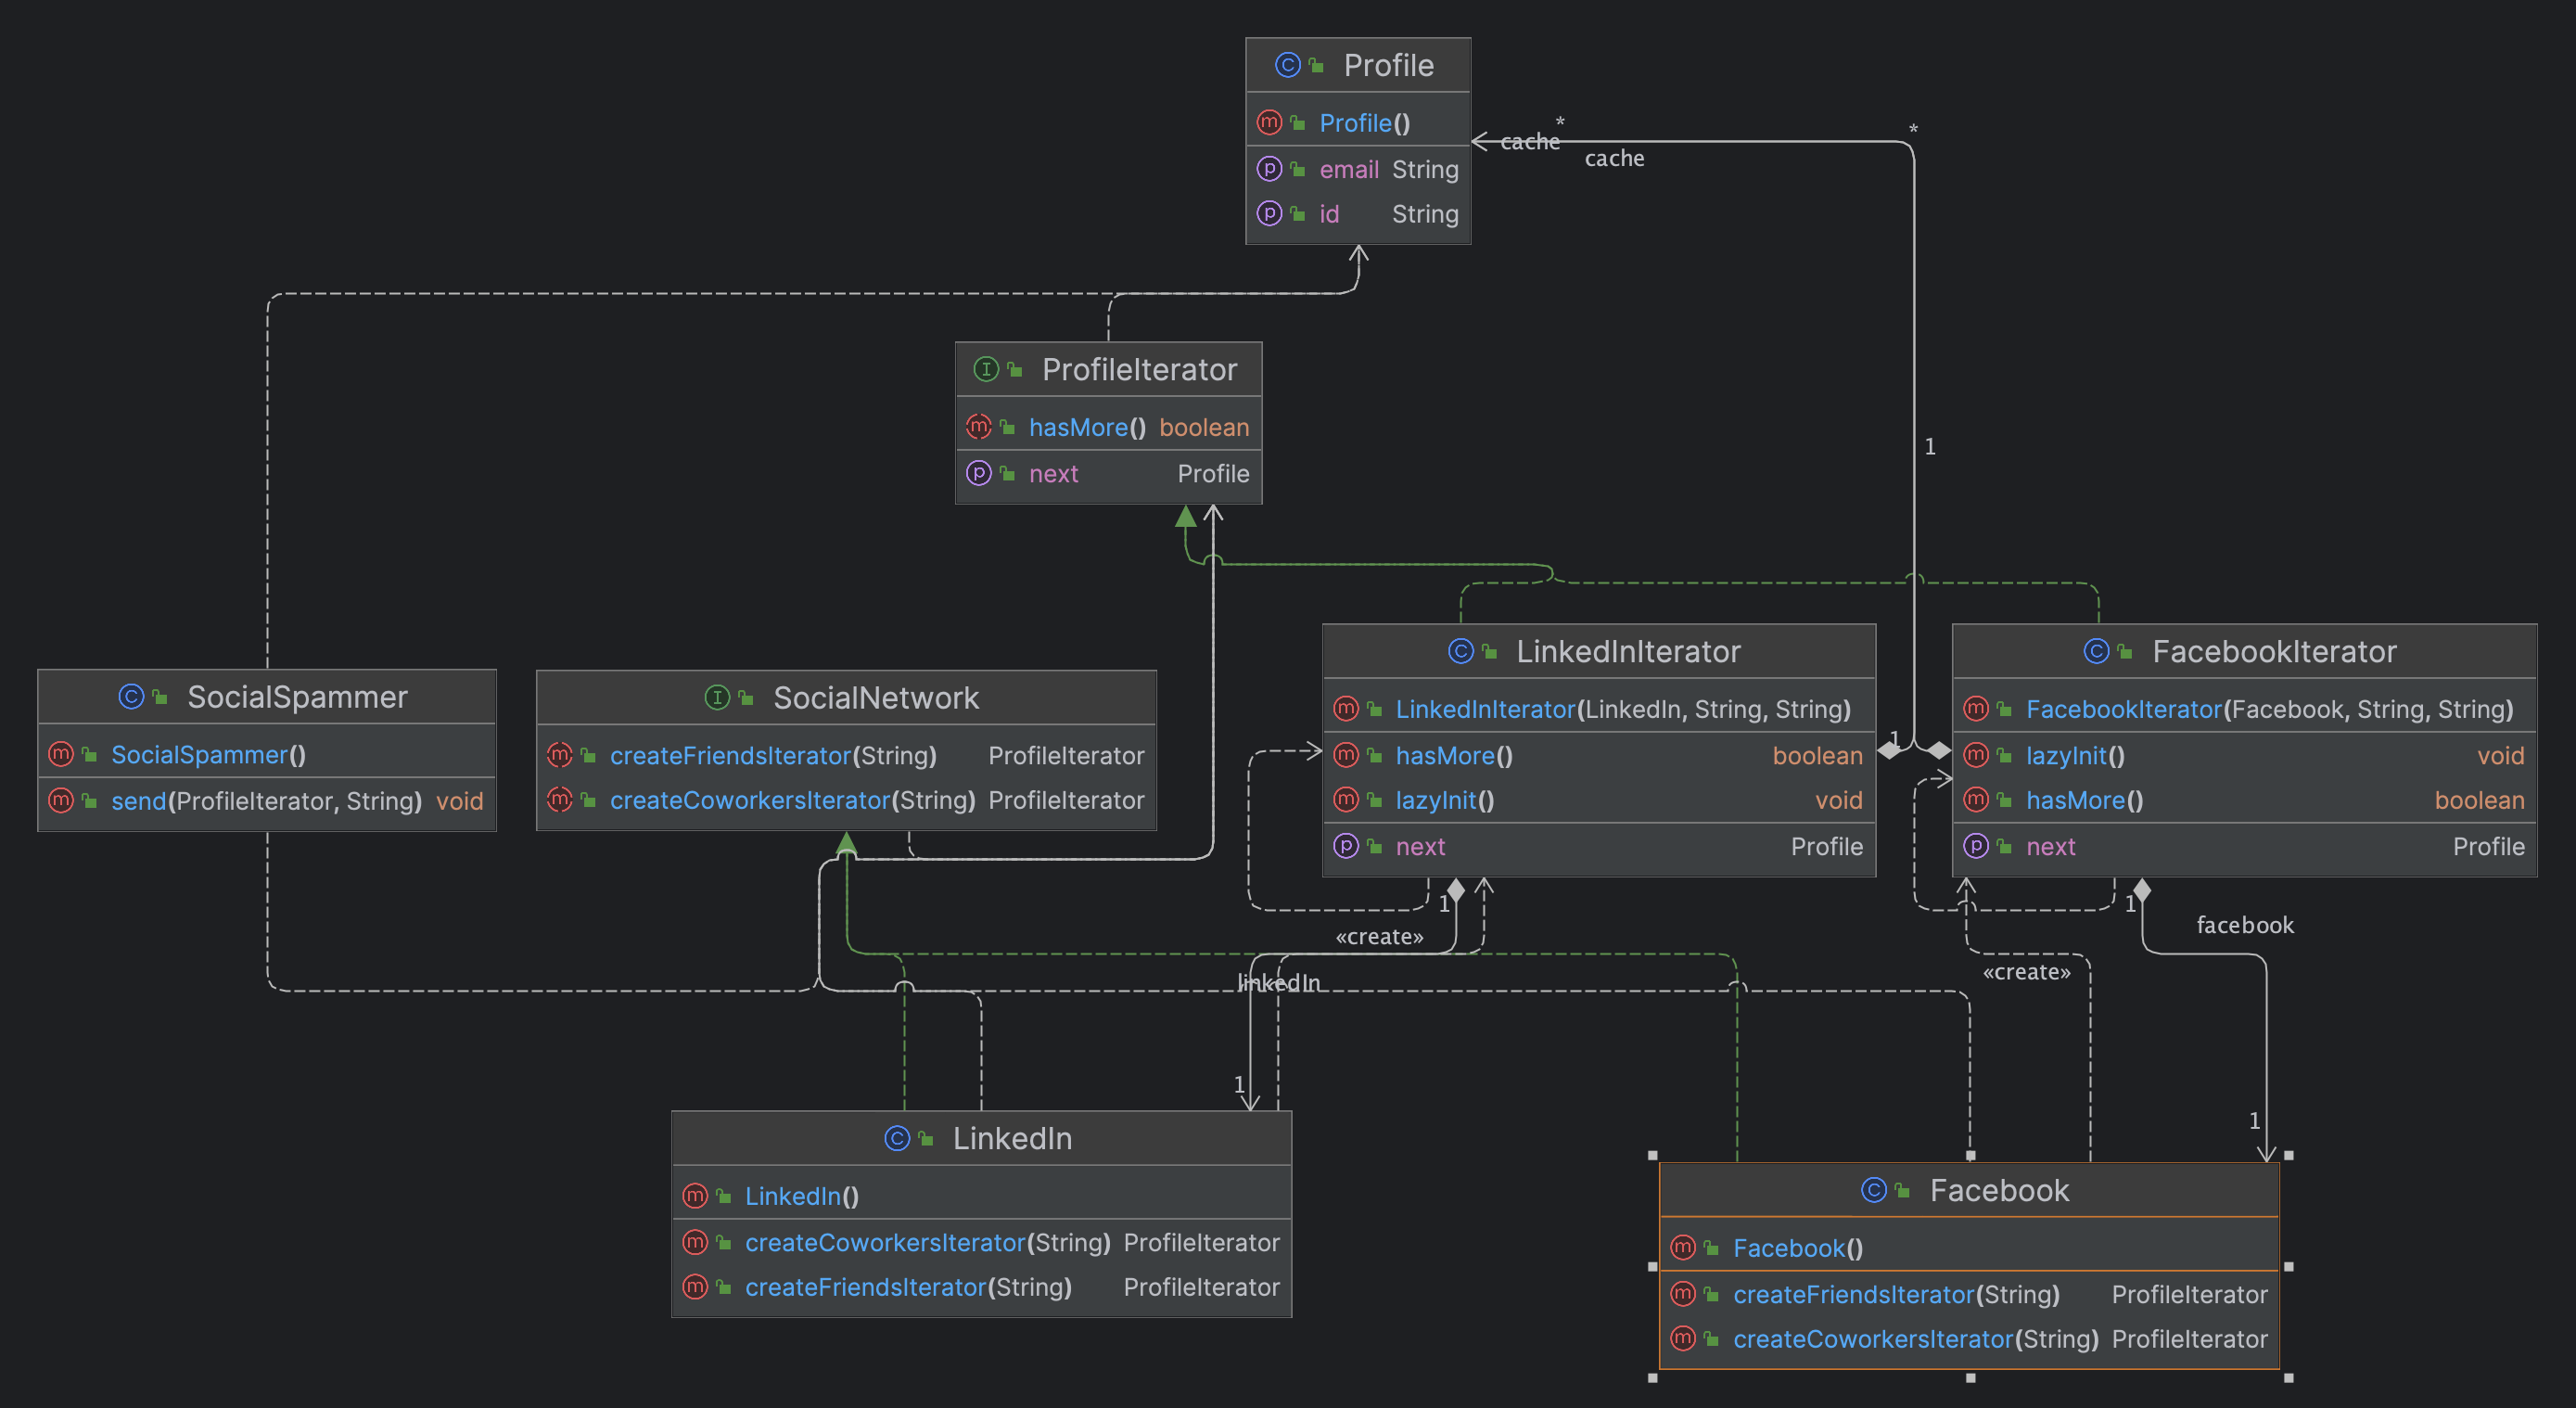 Profile
Profile()
email String
id String
*
cache
cache
*
1
ProfileIterator
hasMore() boolean
next Profile
SocialSpammer
SocialSpammer()
send(ProfileIterator, String) void
SocialNetwork
createFriendsIterator(String) ProfileIterator
createCoworkersIterator(String) ProfileIterator
LinkedInIterator
LinkedInIterator(LinkedIn, String, String)
hasMore() boolean
lazyInit() void
next Profile
1
FacebookIterator
FacebookIterator(Facebook, String, String)
lazyInit() void
hasMore() boolean
next Profile
1
«create»
linkedIn
1
1
facebook
«create»
1
LinkedIn
LinkedIn()
createCoworkersIterator(String) ProfileIterator
createFriendsIterator(String) ProfileIterator
Facebook
Facebook()
createFriendsIterator(String) ProfileIterator
createCoworkersIterator(String) ProfileIterator